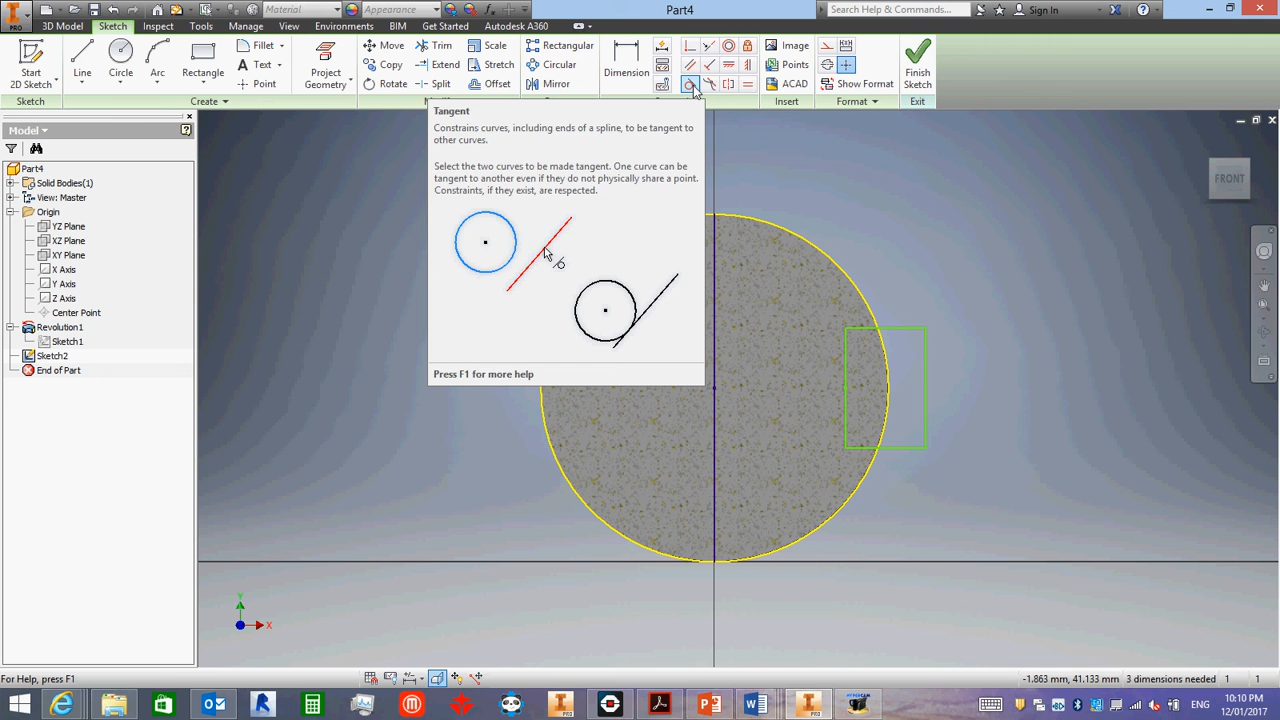 PRO
Material
Appearance
Part4
Search Help & Commands...
Sign In
3D Model
Sketch
Inspect
Tools
Manage
View
Environments
BIM
Get Started
Autodesk A360
Start
2D Sketch
Line
Circle
Arc
Rectangle
Fillet
Text
Point
Project
Geometry
Move
Copy
Rotate
Trim
Extend
Split
Scale
Stretch
Offset
Rectangular
Circular
Mirror
Dimension
Image
Points
ACAD
Show Format
Finish
Sketch
Sketch
Create
Insert
Format
Exit
Model
Part4
Solid Bodies(1)
View: Master
Origin
YZ Plane
XZ Plane
XY Plane
X Axis
Y Axis
Z Axis
Center Point
Revolution1
Sketch1
Sketch2
End of Part
Tangent
Constrains curves, including ends of a spline, to be tangent to
other curves.
Select the two curves to be made tangent. One curve can be
tangent to another even if they do not physically share a point.
Constraints, if they exist, are respected.
Press F1 for more help
FRONT
Y
X
For Help, press F1
-1.863 mm, 41.133 mm
3 dimensions needed
1
1
ENG
10:10 PM
12/01/2017